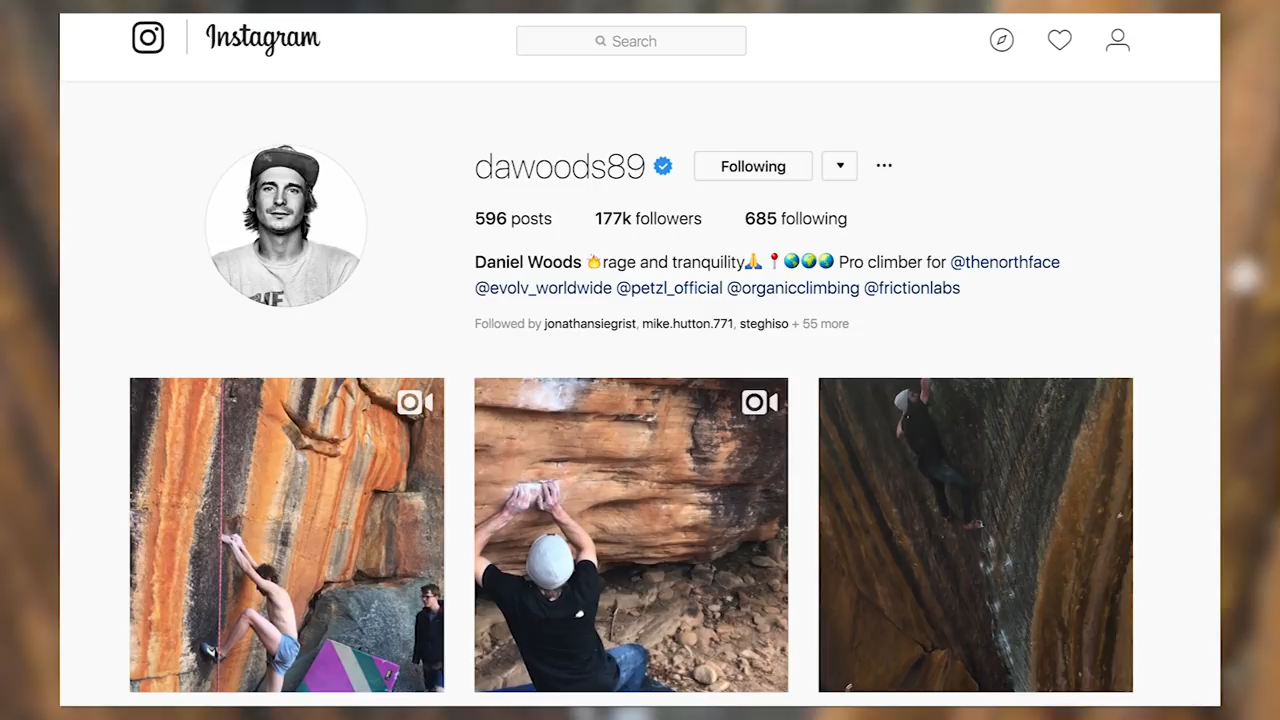 Instagram
Search
dawoods89
Following
596 posts 177k followers 685 following
Daniel Woods 🔥rage and tranquility🙏 📍🌎🌍🌏 Pro climber for @thenorthface
@evolv_worldwide @petzl_official @organicclimbing @frictionlabs
Followed by jonathansiegrist, mike.hutton.771, steghiso + 55 more